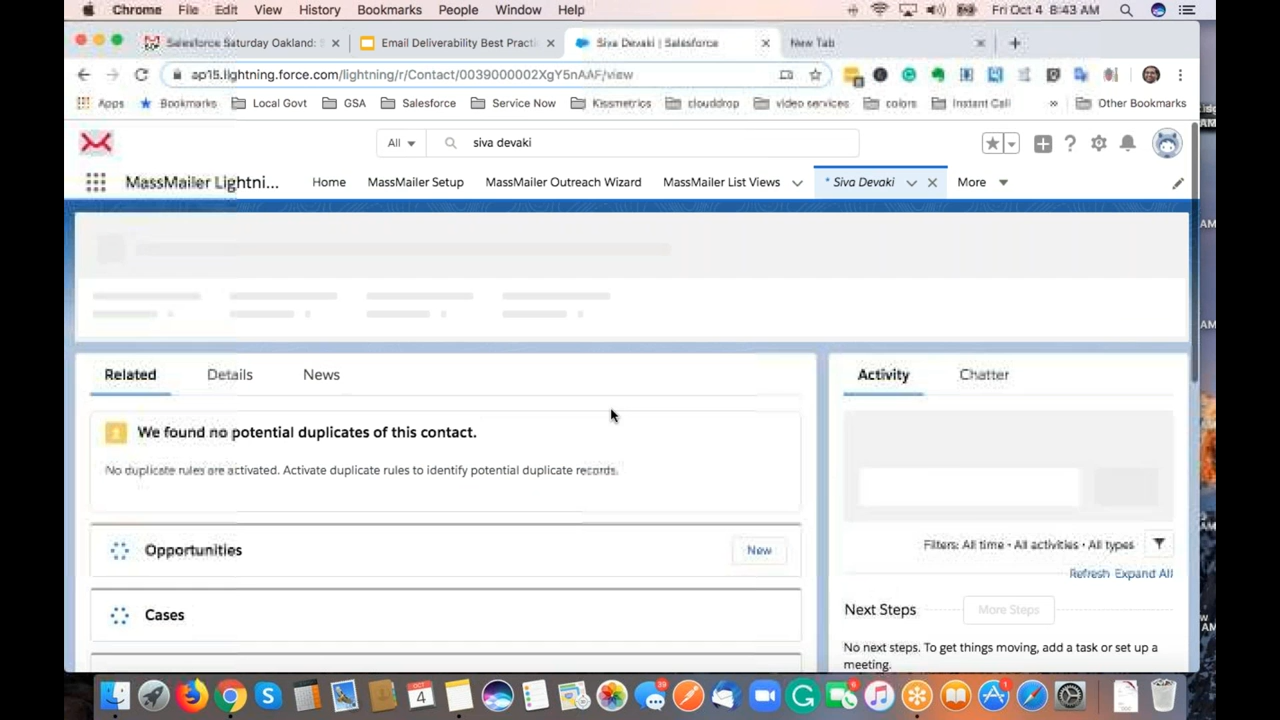 Chrome File Edit View History Bookmarks People Window Help Fri Oct 4 8:43 AM
Salesforce Saturday Oakland: Email Deliverability Best Practi Siva Devaki | Salesforce New Tab
ap15.lightning.force.com/lightning/r/Contact/0039000002XgY5nAAF/view
Apps Bookmarks Local Govt GSA Salesforce Service Now Kissmetrics clouddrop video services colors Instant Call » Other Bookmarks
All siva devaki
MassMailer Lightni... Home MassMailer Setup MassMailer Outreach Wizard MassMailer List Views * Siva Devaki More
Related Details News
Activity Chatter
We found no potential duplicates of this contact.
No duplicate rules are activated. Activate duplicate rules to identify potential duplicate records.
Opportunities New
Cases
Filters: All time • All activities • All types
Refresh Expand All
Next Steps More Steps
No next steps. To get things moving, add a task or set up a
meeting.
OCT
4